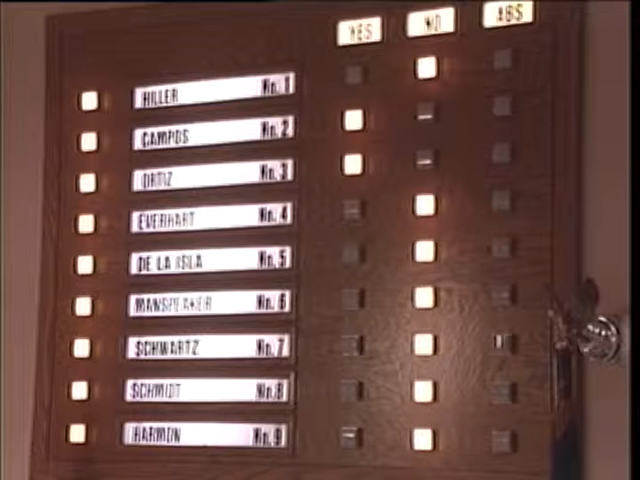 YES NO ABS
HILLER No.1
CAMPOS No.2
ORTIZ No.3
EVERHART No.4
DE LA ISLA No.5
MANSPEAKER No.6
SCHWARTZ No.7
SCHMIDT No.8
HARMON No.9